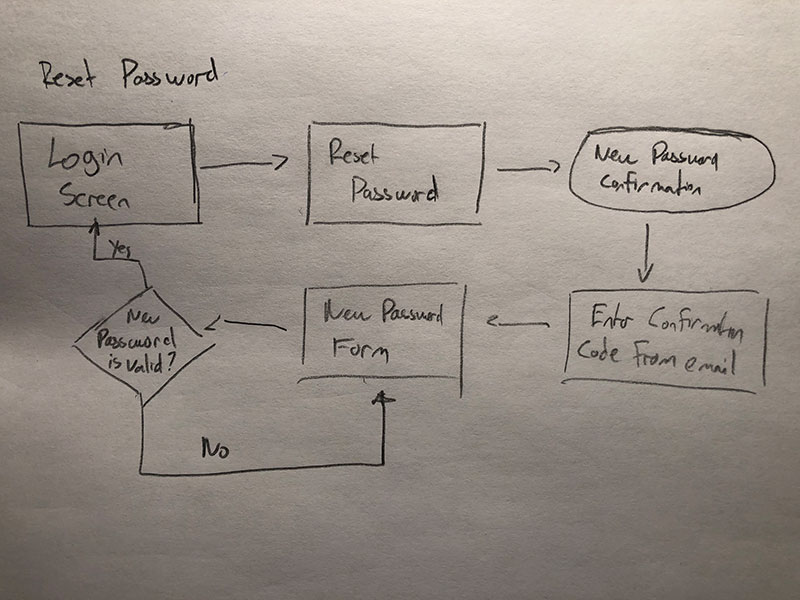 Reset Password
Login
Screen
Reset
Password
New Password
Confirmation
Yes
New
Password
is valid?
New Password
Form
Enter Confirmation
Code from email
No